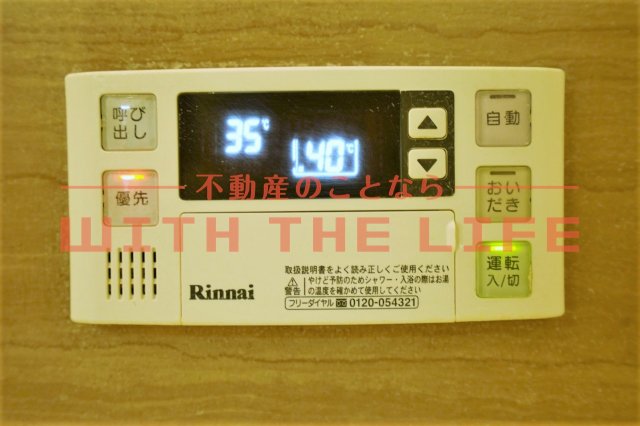 呼び
出し
35℃
40℃
自動
優先
おい
だき
不動産のことなら
WITH THE LIFE
運転
入/切
Rinnai
取扱説明書をよく読み正しくご使用ください
警告
やけど予防のためシャワー・入浴の際はお湯
の温度を確かめて使用してください
フリーダイヤル 0120-054321